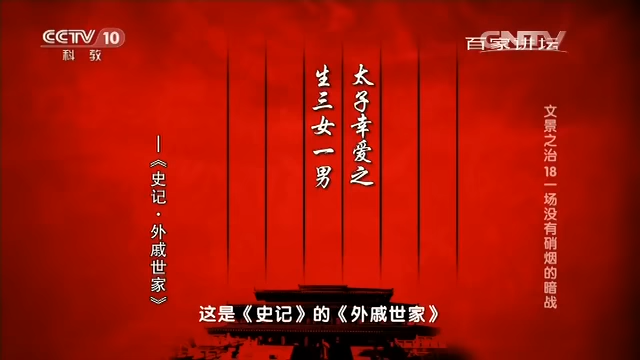 CCTV 10
科教
百家讲坛
CNTV
太子幸爱之
生三女一男
—《史记·外戚世家》
文景之治 18 一场没有硝烟的暗战
这是《史记》的《外戚世家》